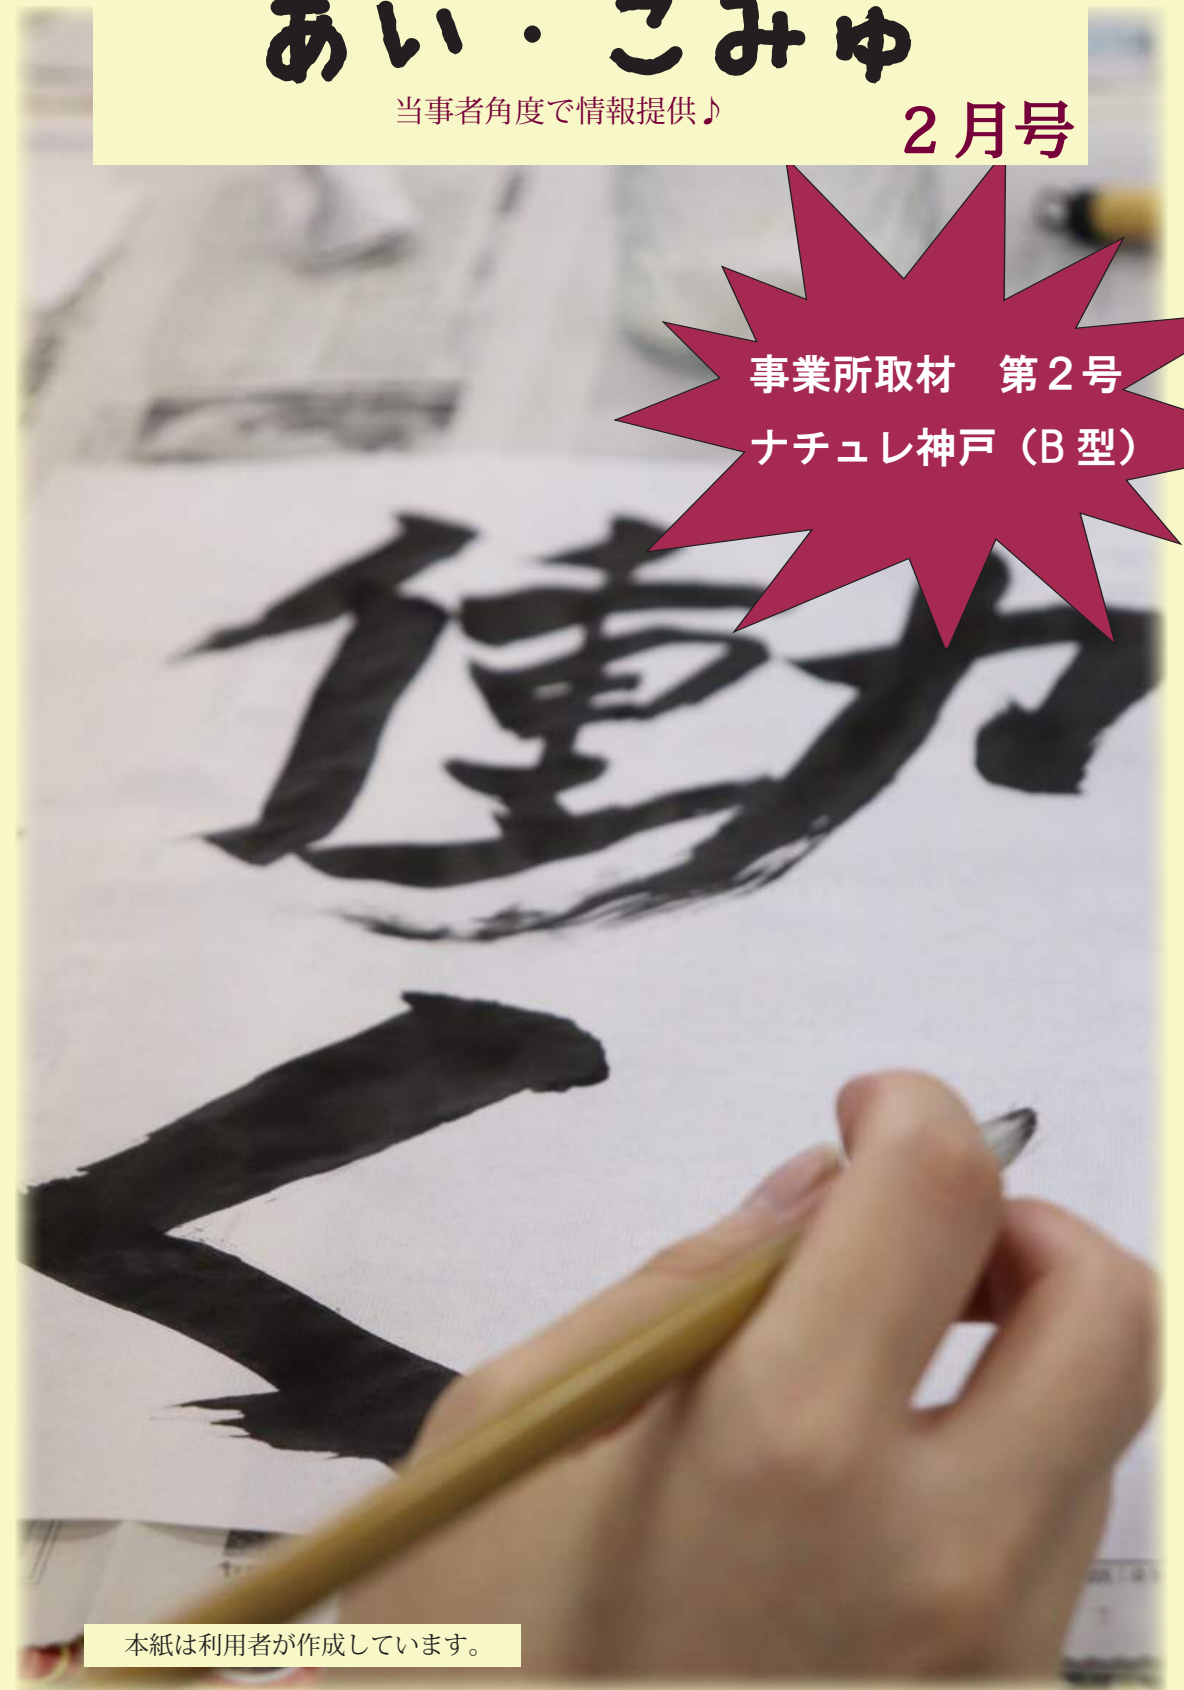 あい・こみゅ
当事者角度で情報提供♪
２月号
事業所取材　第２号
ナチュレ神戸（B 型）
働
く
本紙は利用者が作成しています。